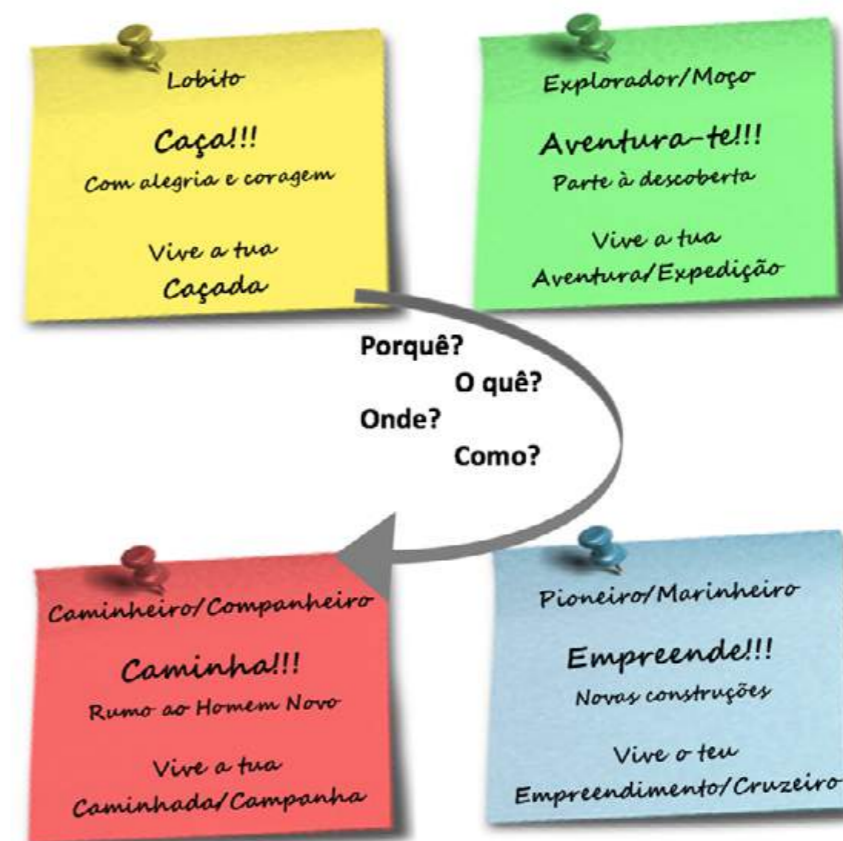 Lobito
Caça!!!
Com alegria e coragem
Vive a tua
Caçada
Explorador/Moço
Aventura-te!!!
Parte à descoberta
Vive a tua
Aventura/Expedição
Porquê?
O quê?
Onde?
Como?
Caminheiro/Companheiro
Caminha!!!
Rumo ao Homem Novo
Vive a tua
Caminhada/Campanha
Pioneiro/Marinheiro
Empreende!!!
Novas construções
Vive o teu
Empreendimento/Cruzeiro